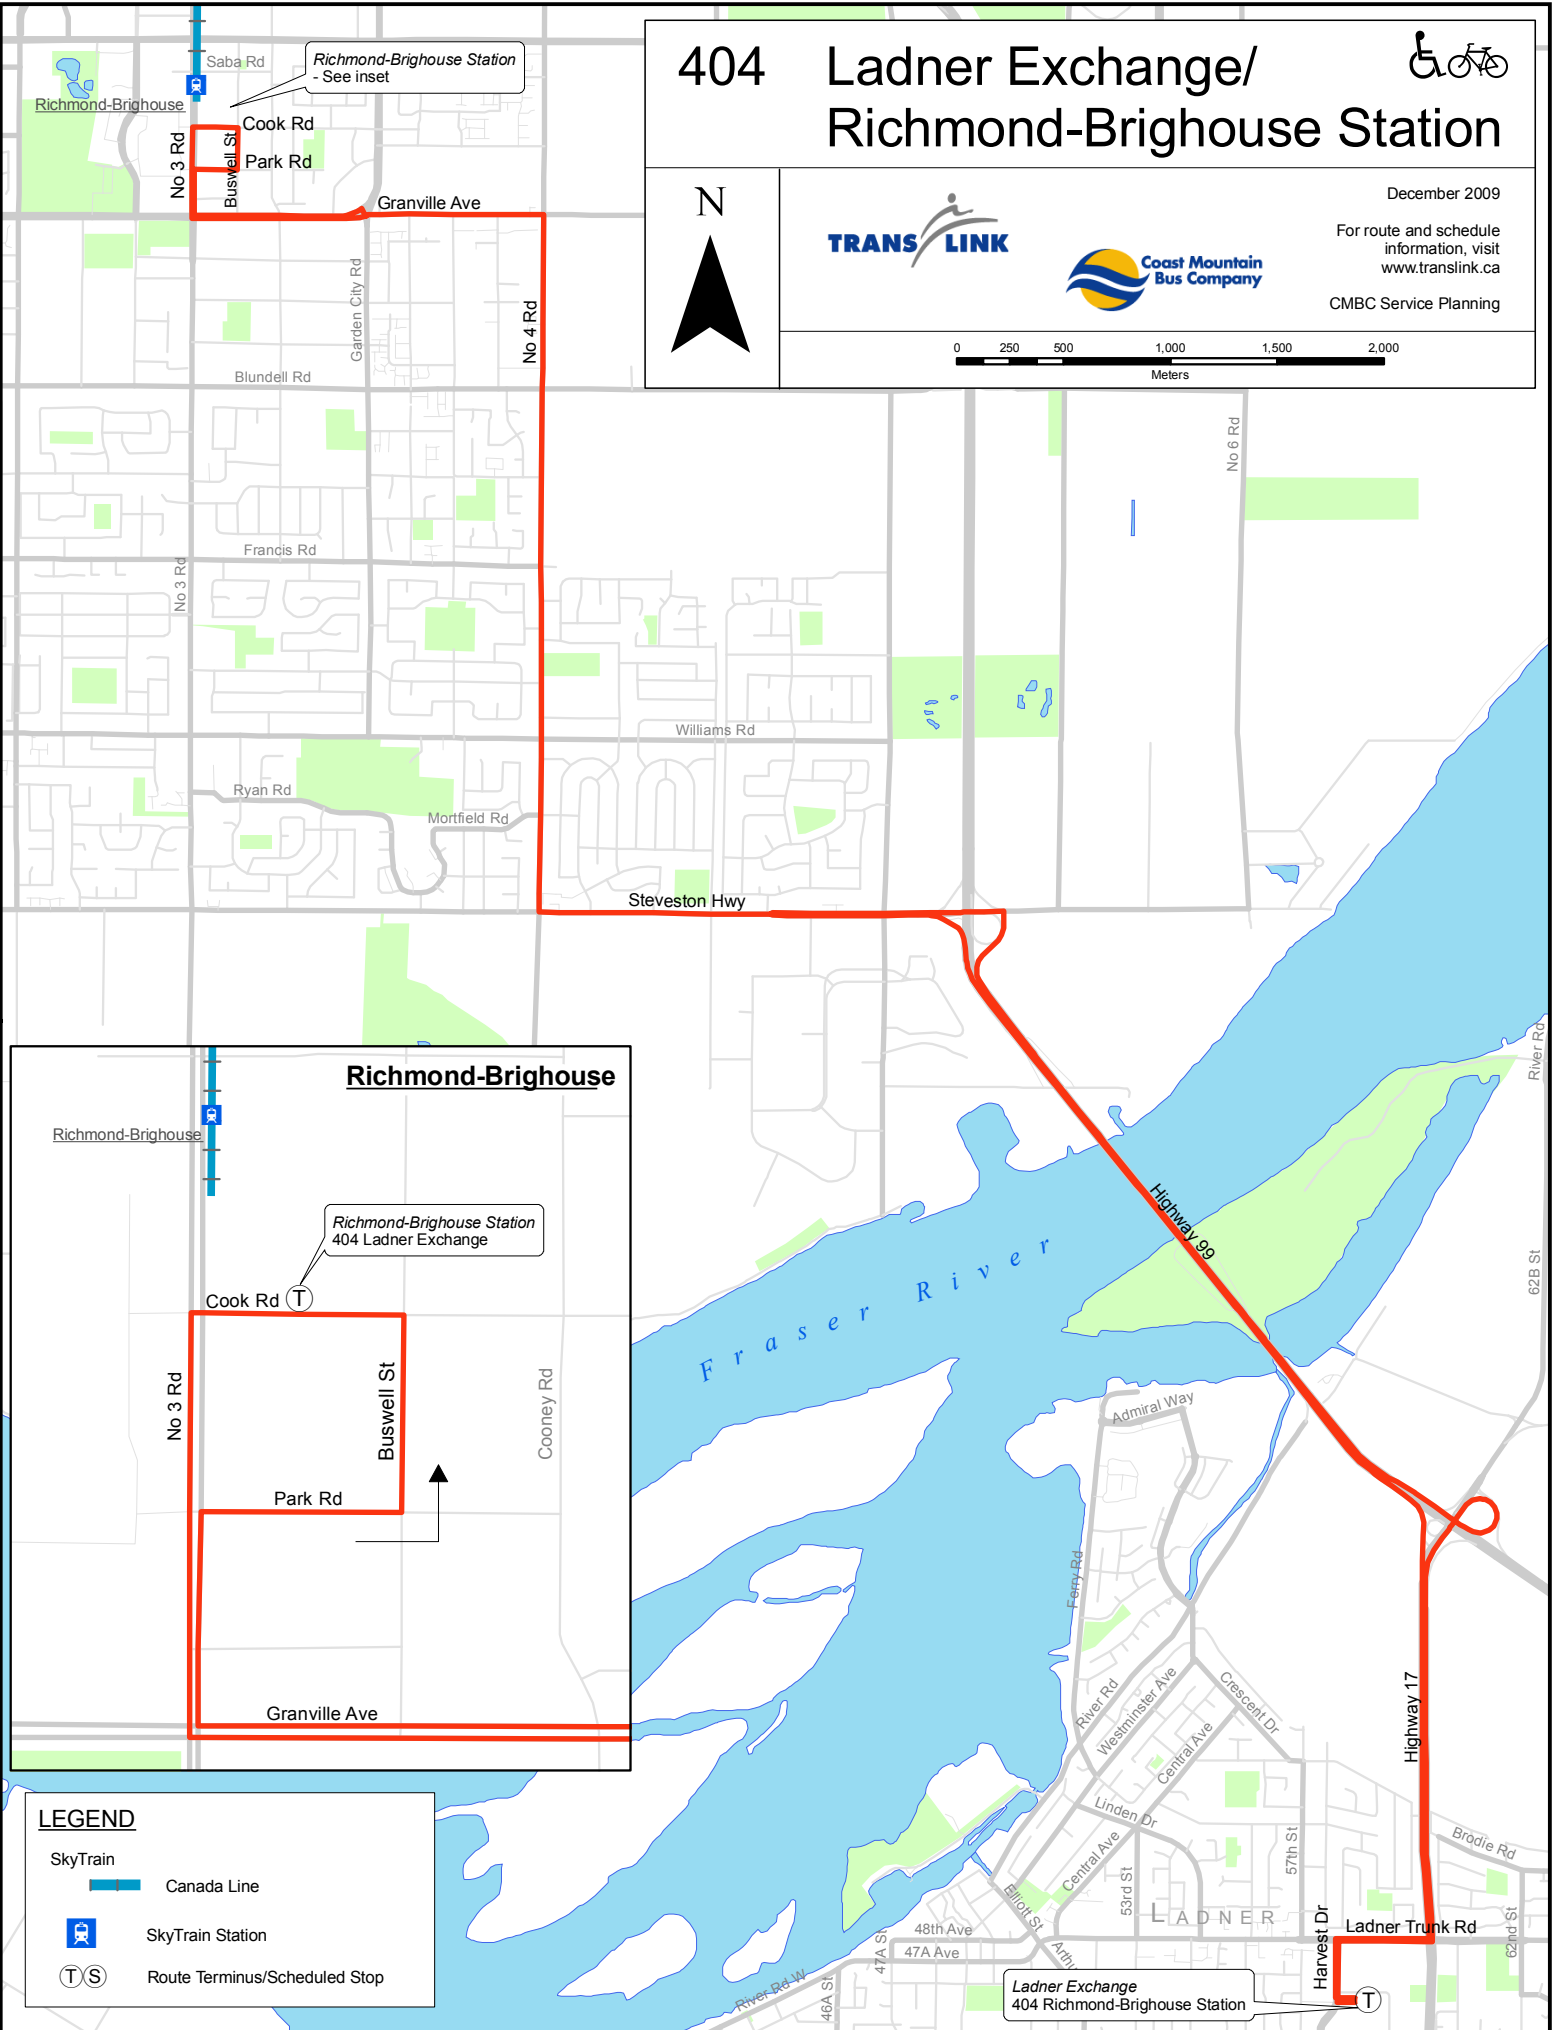 404
Ladner Exchange/
Richmond-Brighouse Station
N
TRANS LINK
Coast Mountain
Bus Company
December 2009
For route and schedule
information, visit
www.translink.ca
CMBC Service Planning
0 250 500 1,000 1,500 2,000
Meters
Saba Rd
Richmond-Brighouse Station
- See inset
Richmond-Brighouse
Cook Rd
No 3 Rd
Buswell St
Park Rd
Granville Ave
Garden City Rd
No 4 Rd
Blundell Rd
No 6 Rd
Francis Rd
No 3 Rd
Williams Rd
Ryan Rd
Mortfield Rd
Steveston Hwy
River Rd
Highway 99
Fraser River
62B St
Richmond-Brighouse
Richmond-Brighouse
Richmond-Brighouse Station
404 Ladner Exchange
Cook Rd
T
No 3 Rd
Buswell St
Cooney Rd
Park Rd
Granville Ave
Admiral Way
Ferry Rd
River Rd
Westminster Ave
Crescent Dr
Central Ave
Highway 17
Linden Dr
Central Ave
53rd St
57th St
Brodie Rd
LADNER
Elliott St
48th Ave
47A St
47A Ave
Arthu
Harvest Dr
Ladner Trunk Rd
62nd St
River Rd W
46A St
Ladner Exchange
404 Richmond-Brighouse Station
T
LEGEND
SkyTrain
Canada Line
SkyTrain Station
T S
Route Terminus/Scheduled Stop